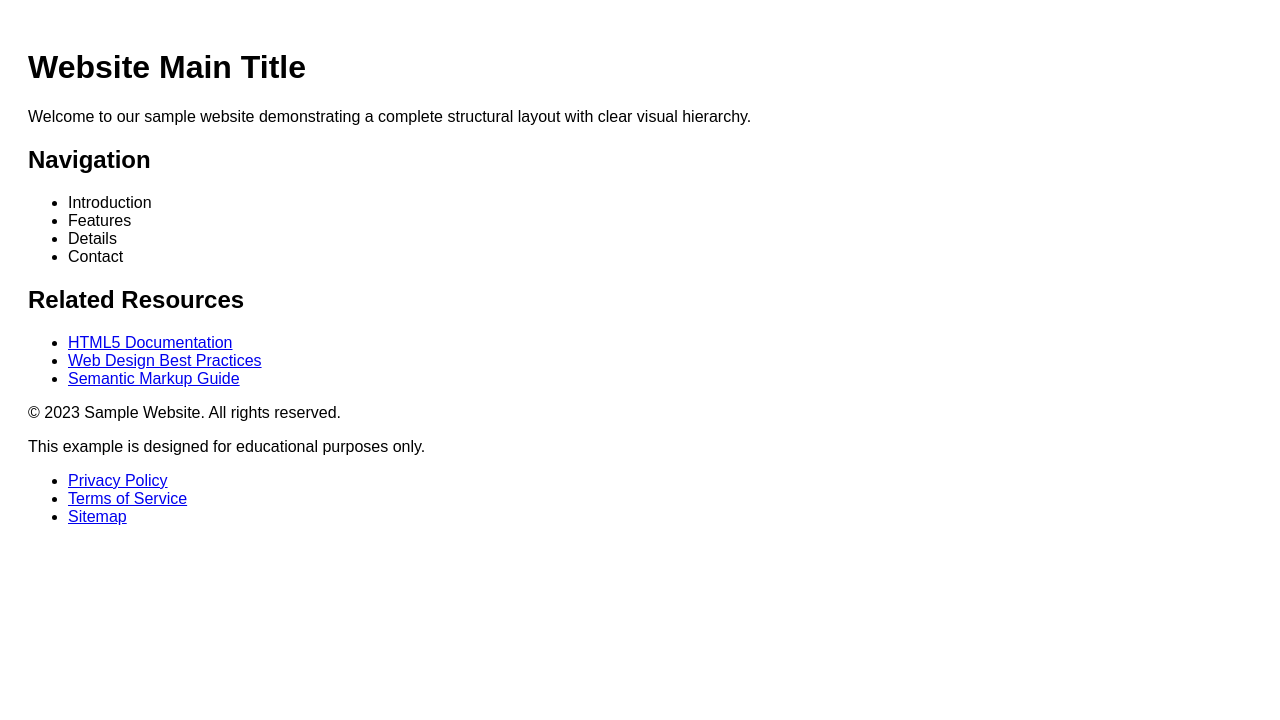 Website Main Title
Welcome to our sample website demonstrating a complete structural layout with clear visual hierarchy.
Navigation
Introduction
Features
Details
Contact
Related Resources
HTML5 Documentation
Web Design Best Practices
Semantic Markup Guide
© 2023 Sample Website. All rights reserved.
This example is designed for educational purposes only.
Privacy Policy
Terms of Service
Sitemap